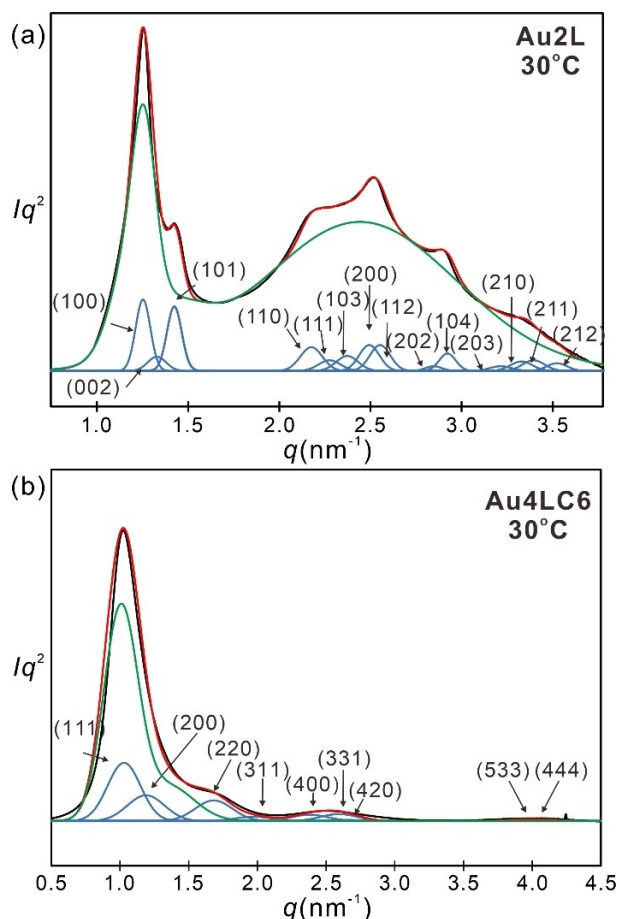 (a)
Au2L
30°C
Iq²
(100)
(002)
(101)
(110)
(111)
(103)
(200)
(112)
(202)
(104)
(203)
(210)
(211)
(212)
1.0 1.5 2.0 2.5 3.0 3.5
q(nm⁻¹)
(b)
Au4LC6
30°C
Iq²
(111)
(200)
(220)
(311)
(400)
(331)
(420)
(533)
(444)
0.5 1.0 1.5 2.0 2.5 3.0 3.5 4.0 4.5
q(nm⁻¹)